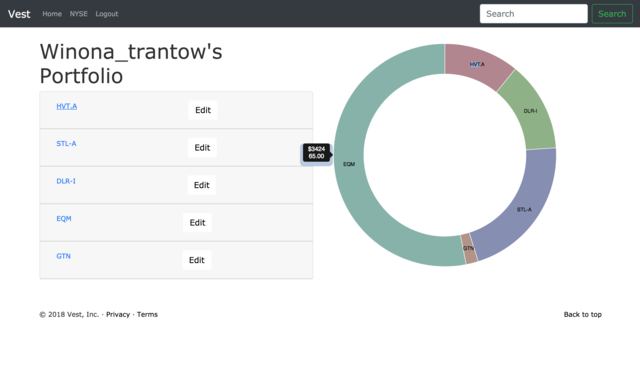 Vest Home NYSE Logout Search Search
Winona_trantow's
Portfolio
HVT.A Edit
STL-A Edit
DLR-I Edit
EQM Edit
GTN Edit
HVT.A
DLR-I
$3424
65.00
EQM
STL-A
GTN
© 2018 Vest, Inc. · Privacy · Terms
Back to top